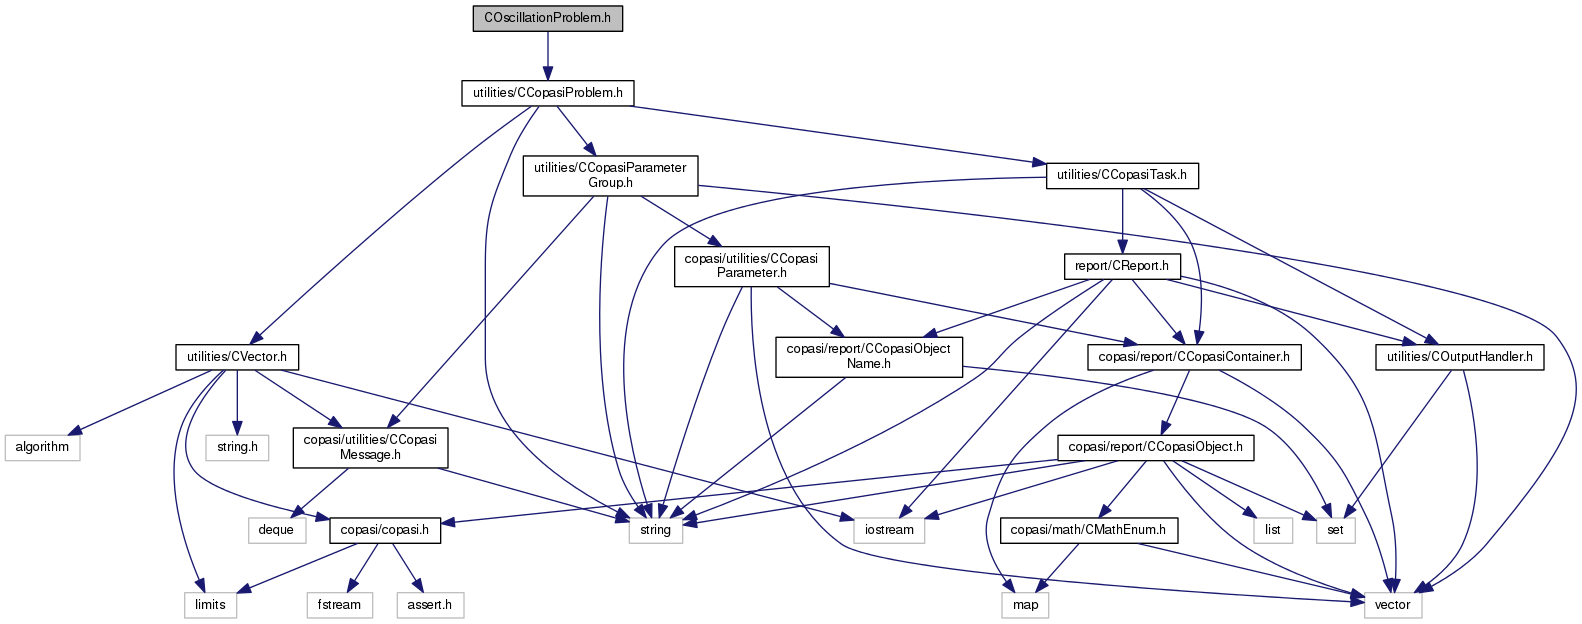 COscillationProblem.h
utilities/CCopasiProblem.h
utilities/CCopasiParameter
Group.h
utilities/CCopasiTask.h
copasi/utilities/CCopasi
Parameter.h
report/CReport.h
utilities/CVector.h
copasi/report/CCopasiObject
Name.h
copasi/report/CCopasiContainer.h
utilities/COutputHandler.h
algorithm
string.h
copasi/utilities/CCopasi
Message.h
copasi/report/CCopasiObject.h
deque
copasi/copasi.h
string
iostream
copasi/math/CMathEnum.h
list
set
limits
fstream
assert.h
map
vector